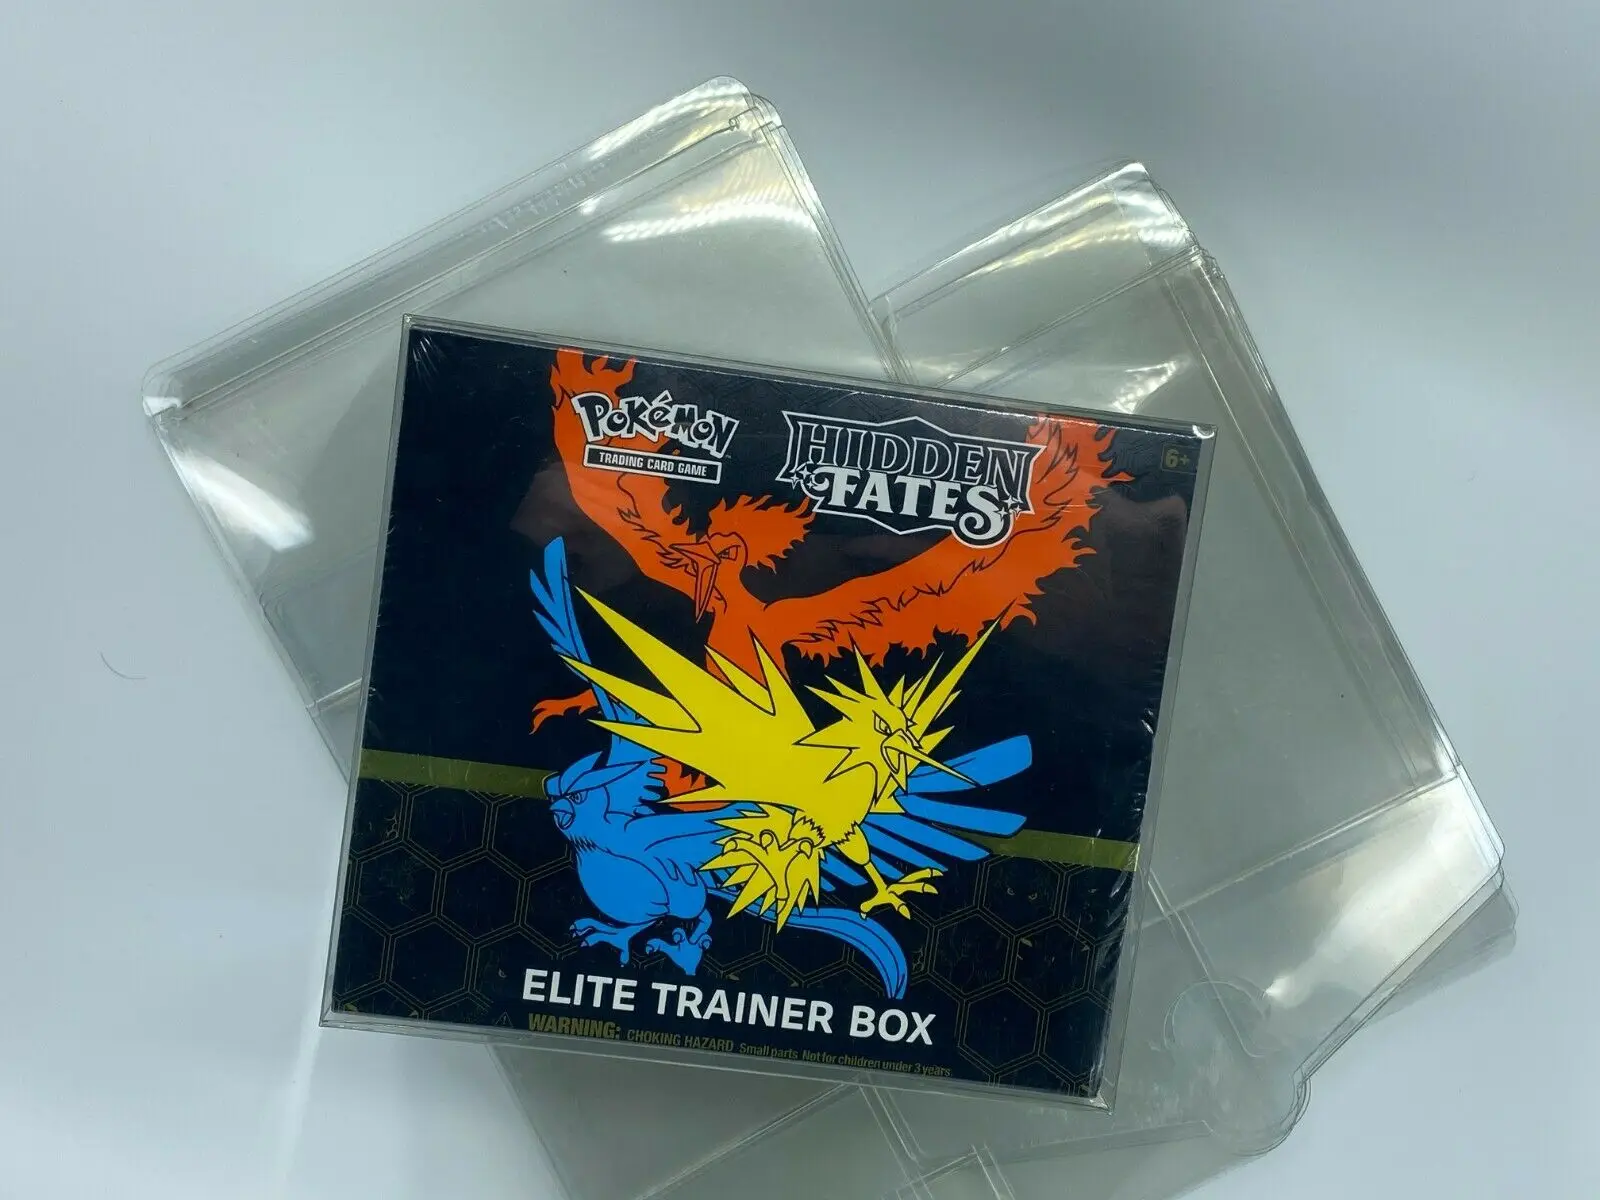 POKéMON
TRADING CARD GAME
HIDDEN
FATES
6+
ELITE TRAINER BOX
WARNING: CHOKING HAZARD Small parts. Not for children under 3 years.